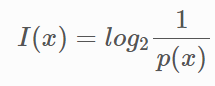 I(x) = log₂ 1/p(x)